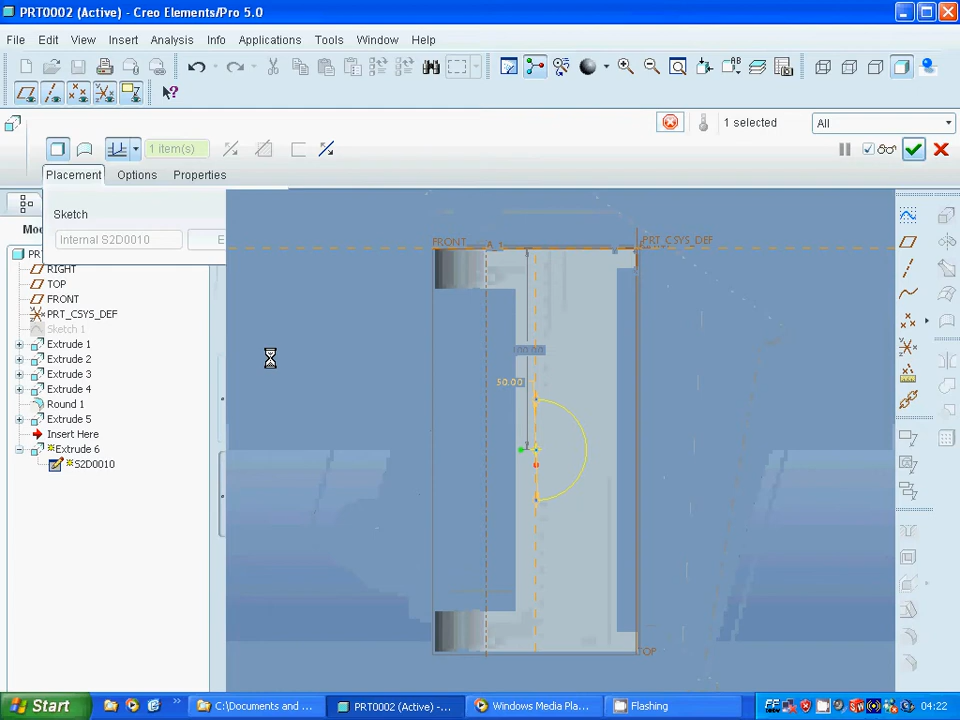 PRT0002 (Active) - Creo Elements/Pro 5.0
File Edit View Insert Analysis Info Applications Tools Window Help
1 selected
All
1 item(s)
Placement Options Properties
Sketch
Internal S2D0010
RIGHT
TOP
FRONT
PRT_CSYS_DEF
Sketch 1
Extrude 1
Extrude 2
Extrude 3
Extrude 4
Round 1
Extrude 5
Insert Here
Extrude 6
S2D0010
FRONT
A_1
PRT_CSYS_DEF
50.00
TOP
Start
C:\Documents and ...
PRT0002 (Active) -...
Windows Media Pla...
Flashing
04:22